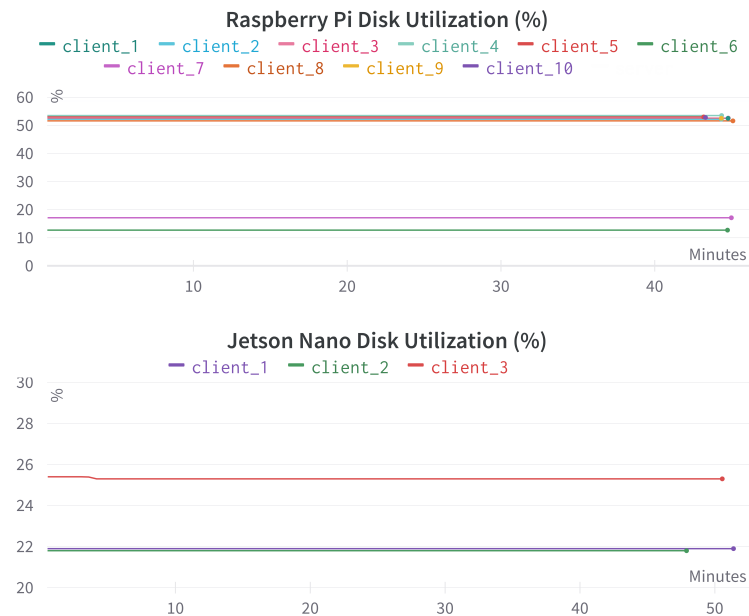 Raspberry Pi Disk Utilization (%)
client_1 client_2 client_3 client_4 client_5 client_6
client_7 client_8 client_9 client_10
%
60
50
40
30
20
10
0
Minutes
10 20 30 40
Jetson Nano Disk Utilization (%)
client_1 client_2 client_3
%
30
28
26
24
22
20
Minutes
10 20 30 40 50